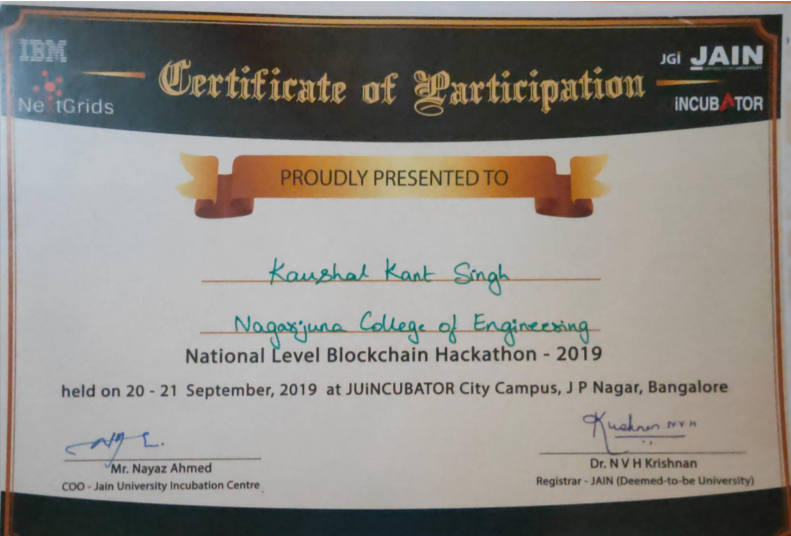 IBM
NextGrids
Certificate of Participation
JGi JAIN
iNCUBATOR
PROUDLY PRESENTED TO
Kaushal Kant Singh
Nagarjuna College of Engineering
National Level Blockchain Hackathon - 2019
held on 20 - 21 September, 2019 at JUiNCUBATOR City Campus, J P Nagar, Bangalore
Krishnan N V H
Mr. Nayaz Ahmed
COO - Jain University Incubation Centre
Dr. N V H Krishnan
Registrar - JAIN (Deemed-to-be University)